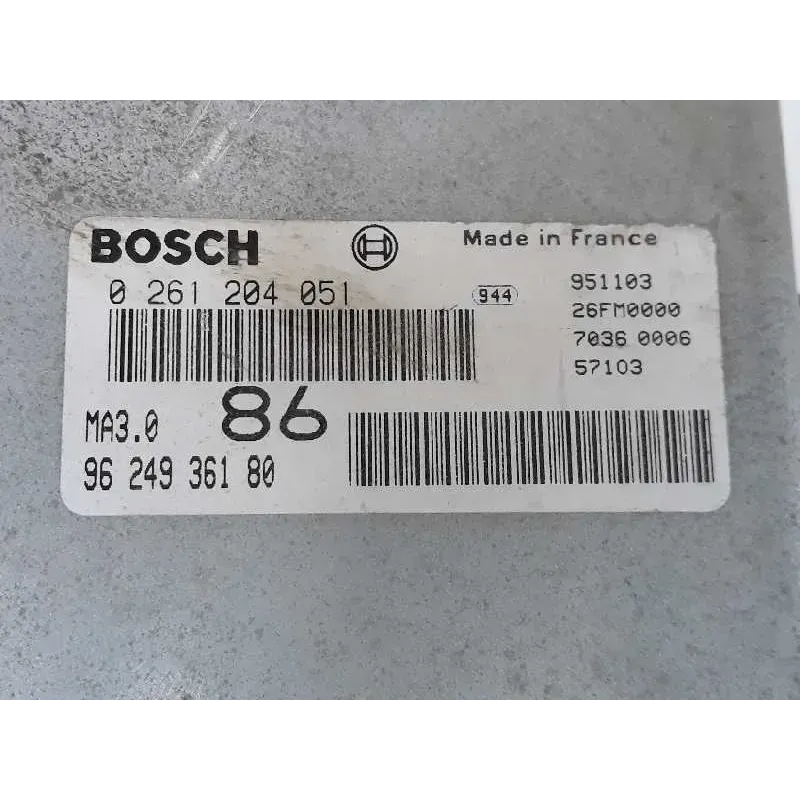 BOSCH Made in France
0 261 204 051 944 951103
26FM0000
7036 0006
57103
MA3.0 86
96 249 361 80